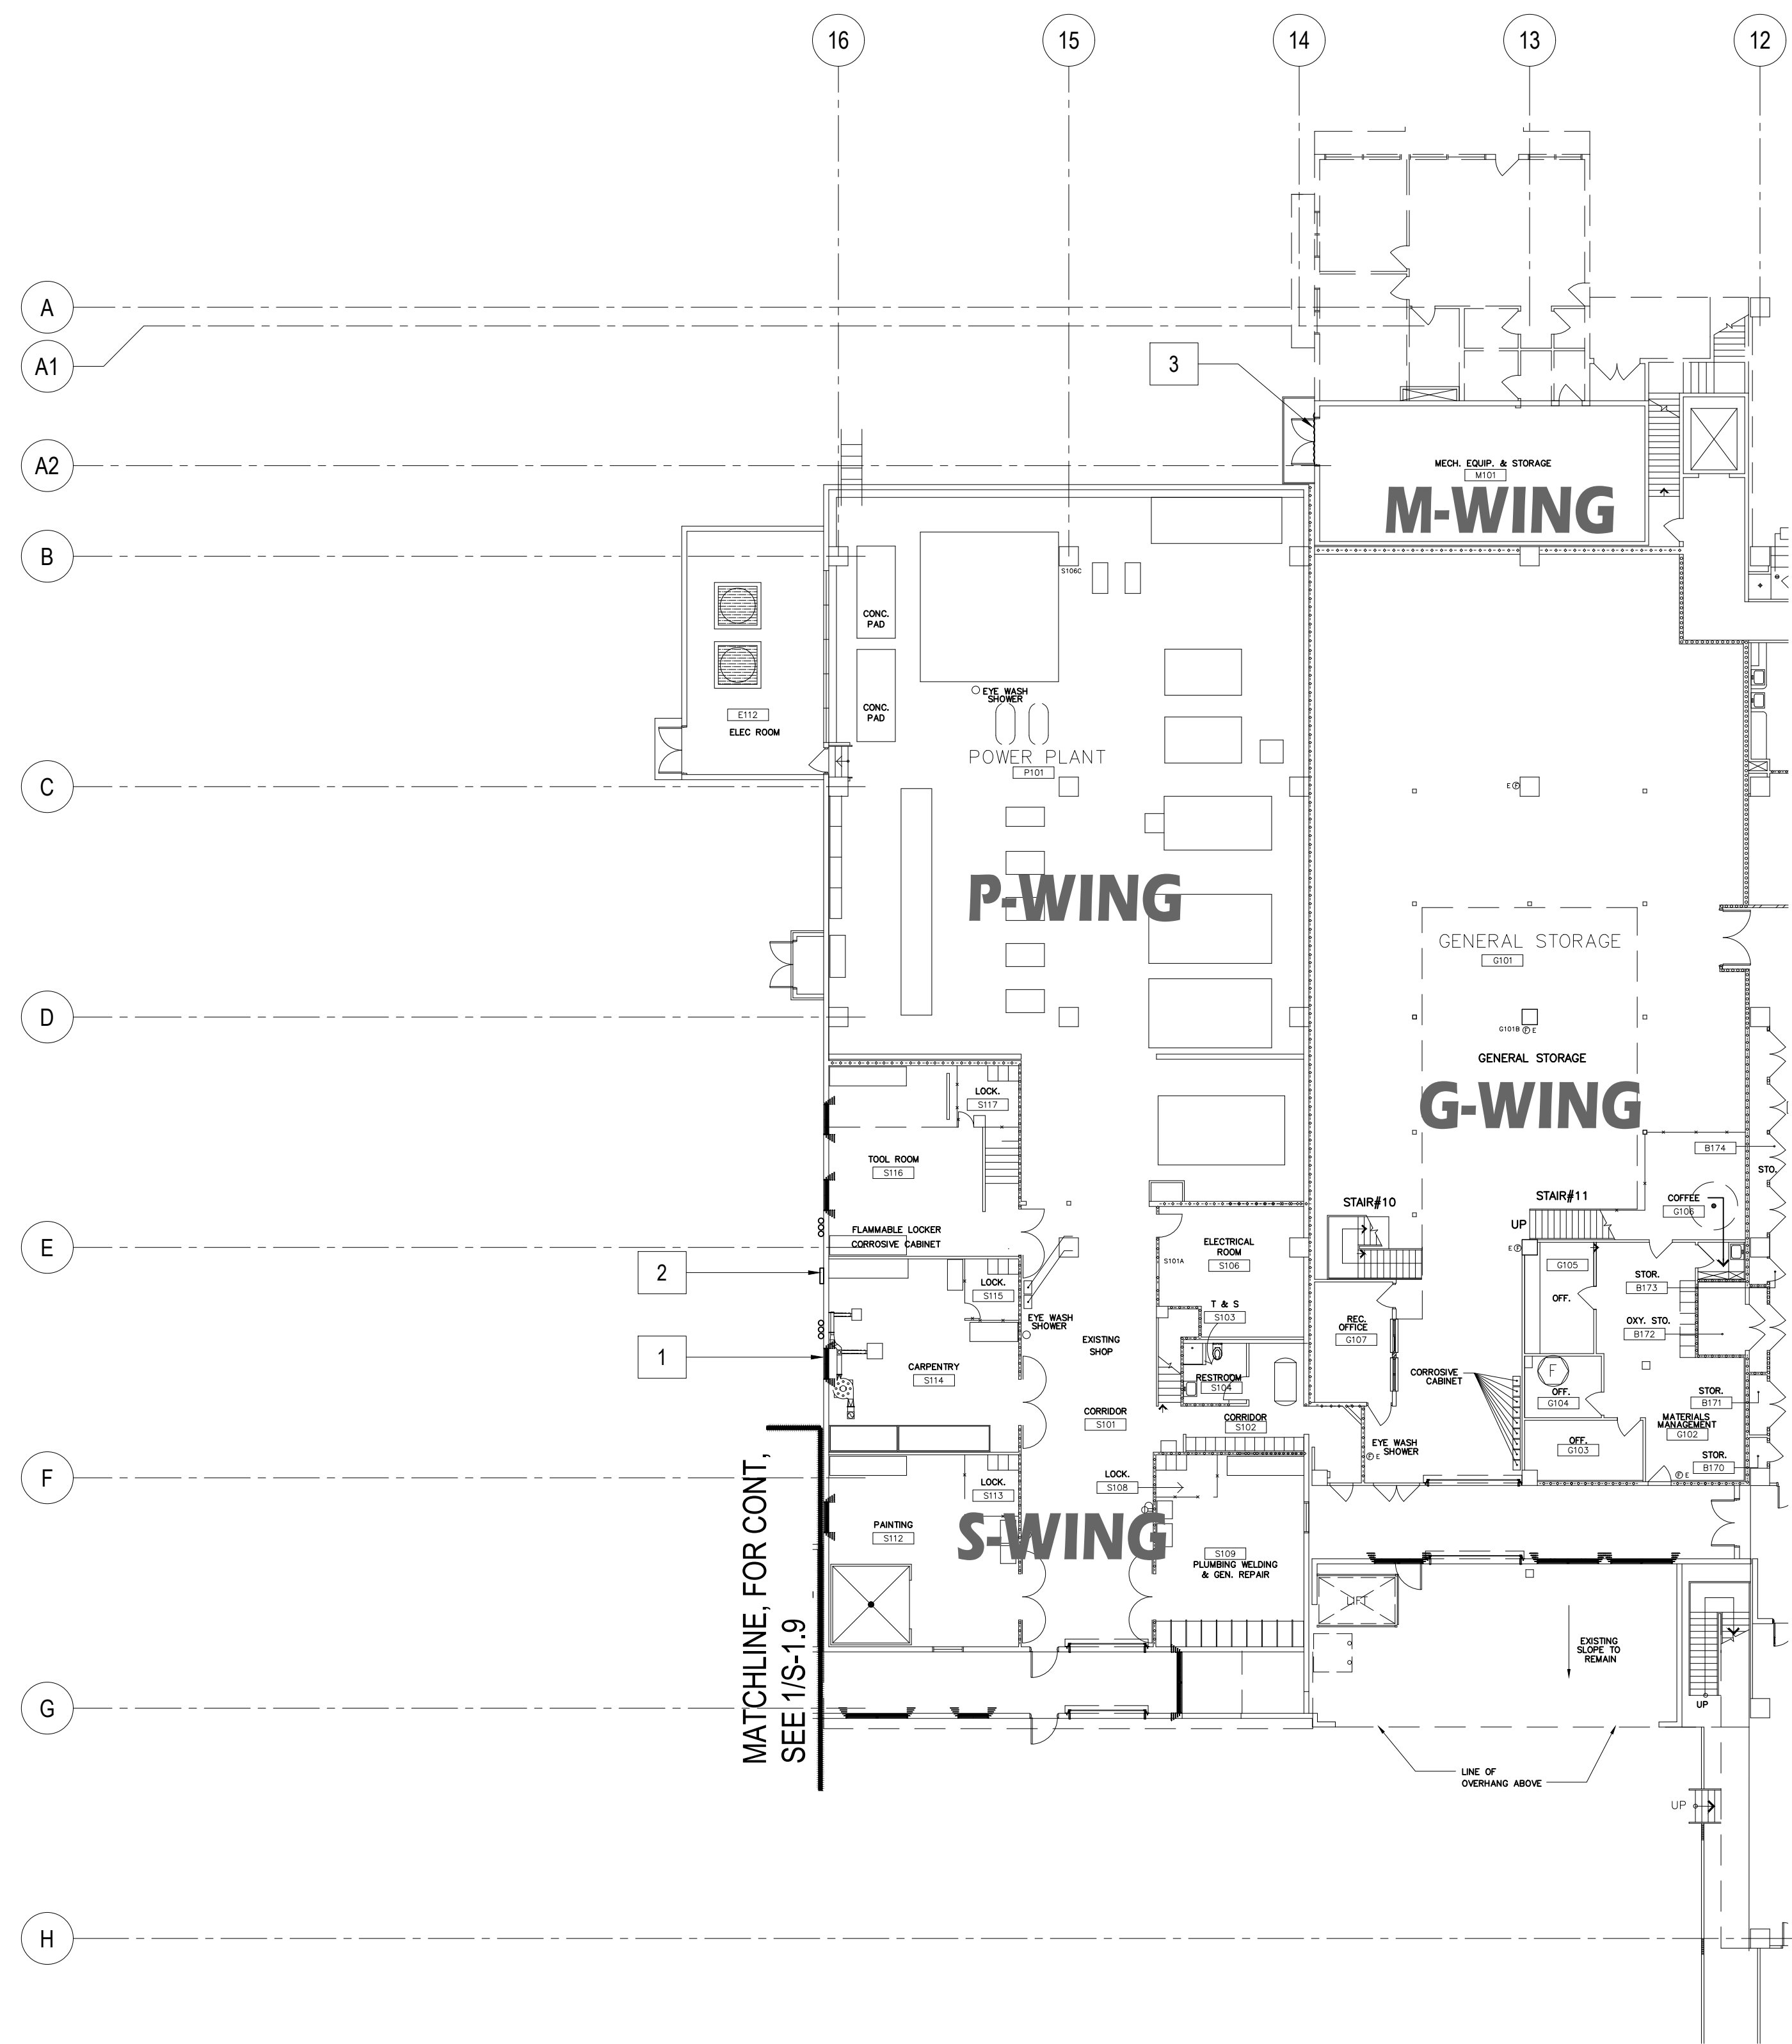 16
15
14
13
12
A
A1
3
A2
MECH. EQUIP. & STORAGE
M101
M-WING
B
S106C
CONC.
PAD
EYE WASH
SHOWER
CONC.
PAD
E112
ELEC ROOM
POWER PLANT
P101
C
E F
P-WING
GENERAL STORAGE
G101
D
G101B F E
GENERAL STORAGE
LOCK.
S117
G-WING
B174
STO.
TOOL ROOM
S116
STAIR#10
STAIR#11
COFFEE
G106
UP
FLAMMABLE LOCKER
CORROSIVE CABINET
E
ELECTRICAL
ROOM
S106
S101A
E F
G105
2
LOCK.
S115
STOR.
B173
OFF.
T & S
S103
EYE WASH
SHOWER
REC.
OFFICE
G107
OXY. STO.
B172
EXISTING
SHOP
1
CARPENTRY
S114
RESTROOM
S104
CORROSIVE
CABINET
F
OFF.
G104
STOR.
B171
CORRIDOR
S101
CORRIDOR
S102
MATERIALS
MANAGEMENT
G102
EYE WASH
SHOWER
F E
OFF.
G103
STOR.
B170
F E
F
LOCK.
S113
LOCK.
S108
PAINTING
S112
S-WING
S109
PLUMBING WELDING
& GEN. REPAIR
MATCHLINE, FOR CONT,
SEE 1/S-1.9
LIFT
EXISTING
SLOPE TO
REMAIN
G
UP
LINE OF
OVERHANG ABOVE
UP
H